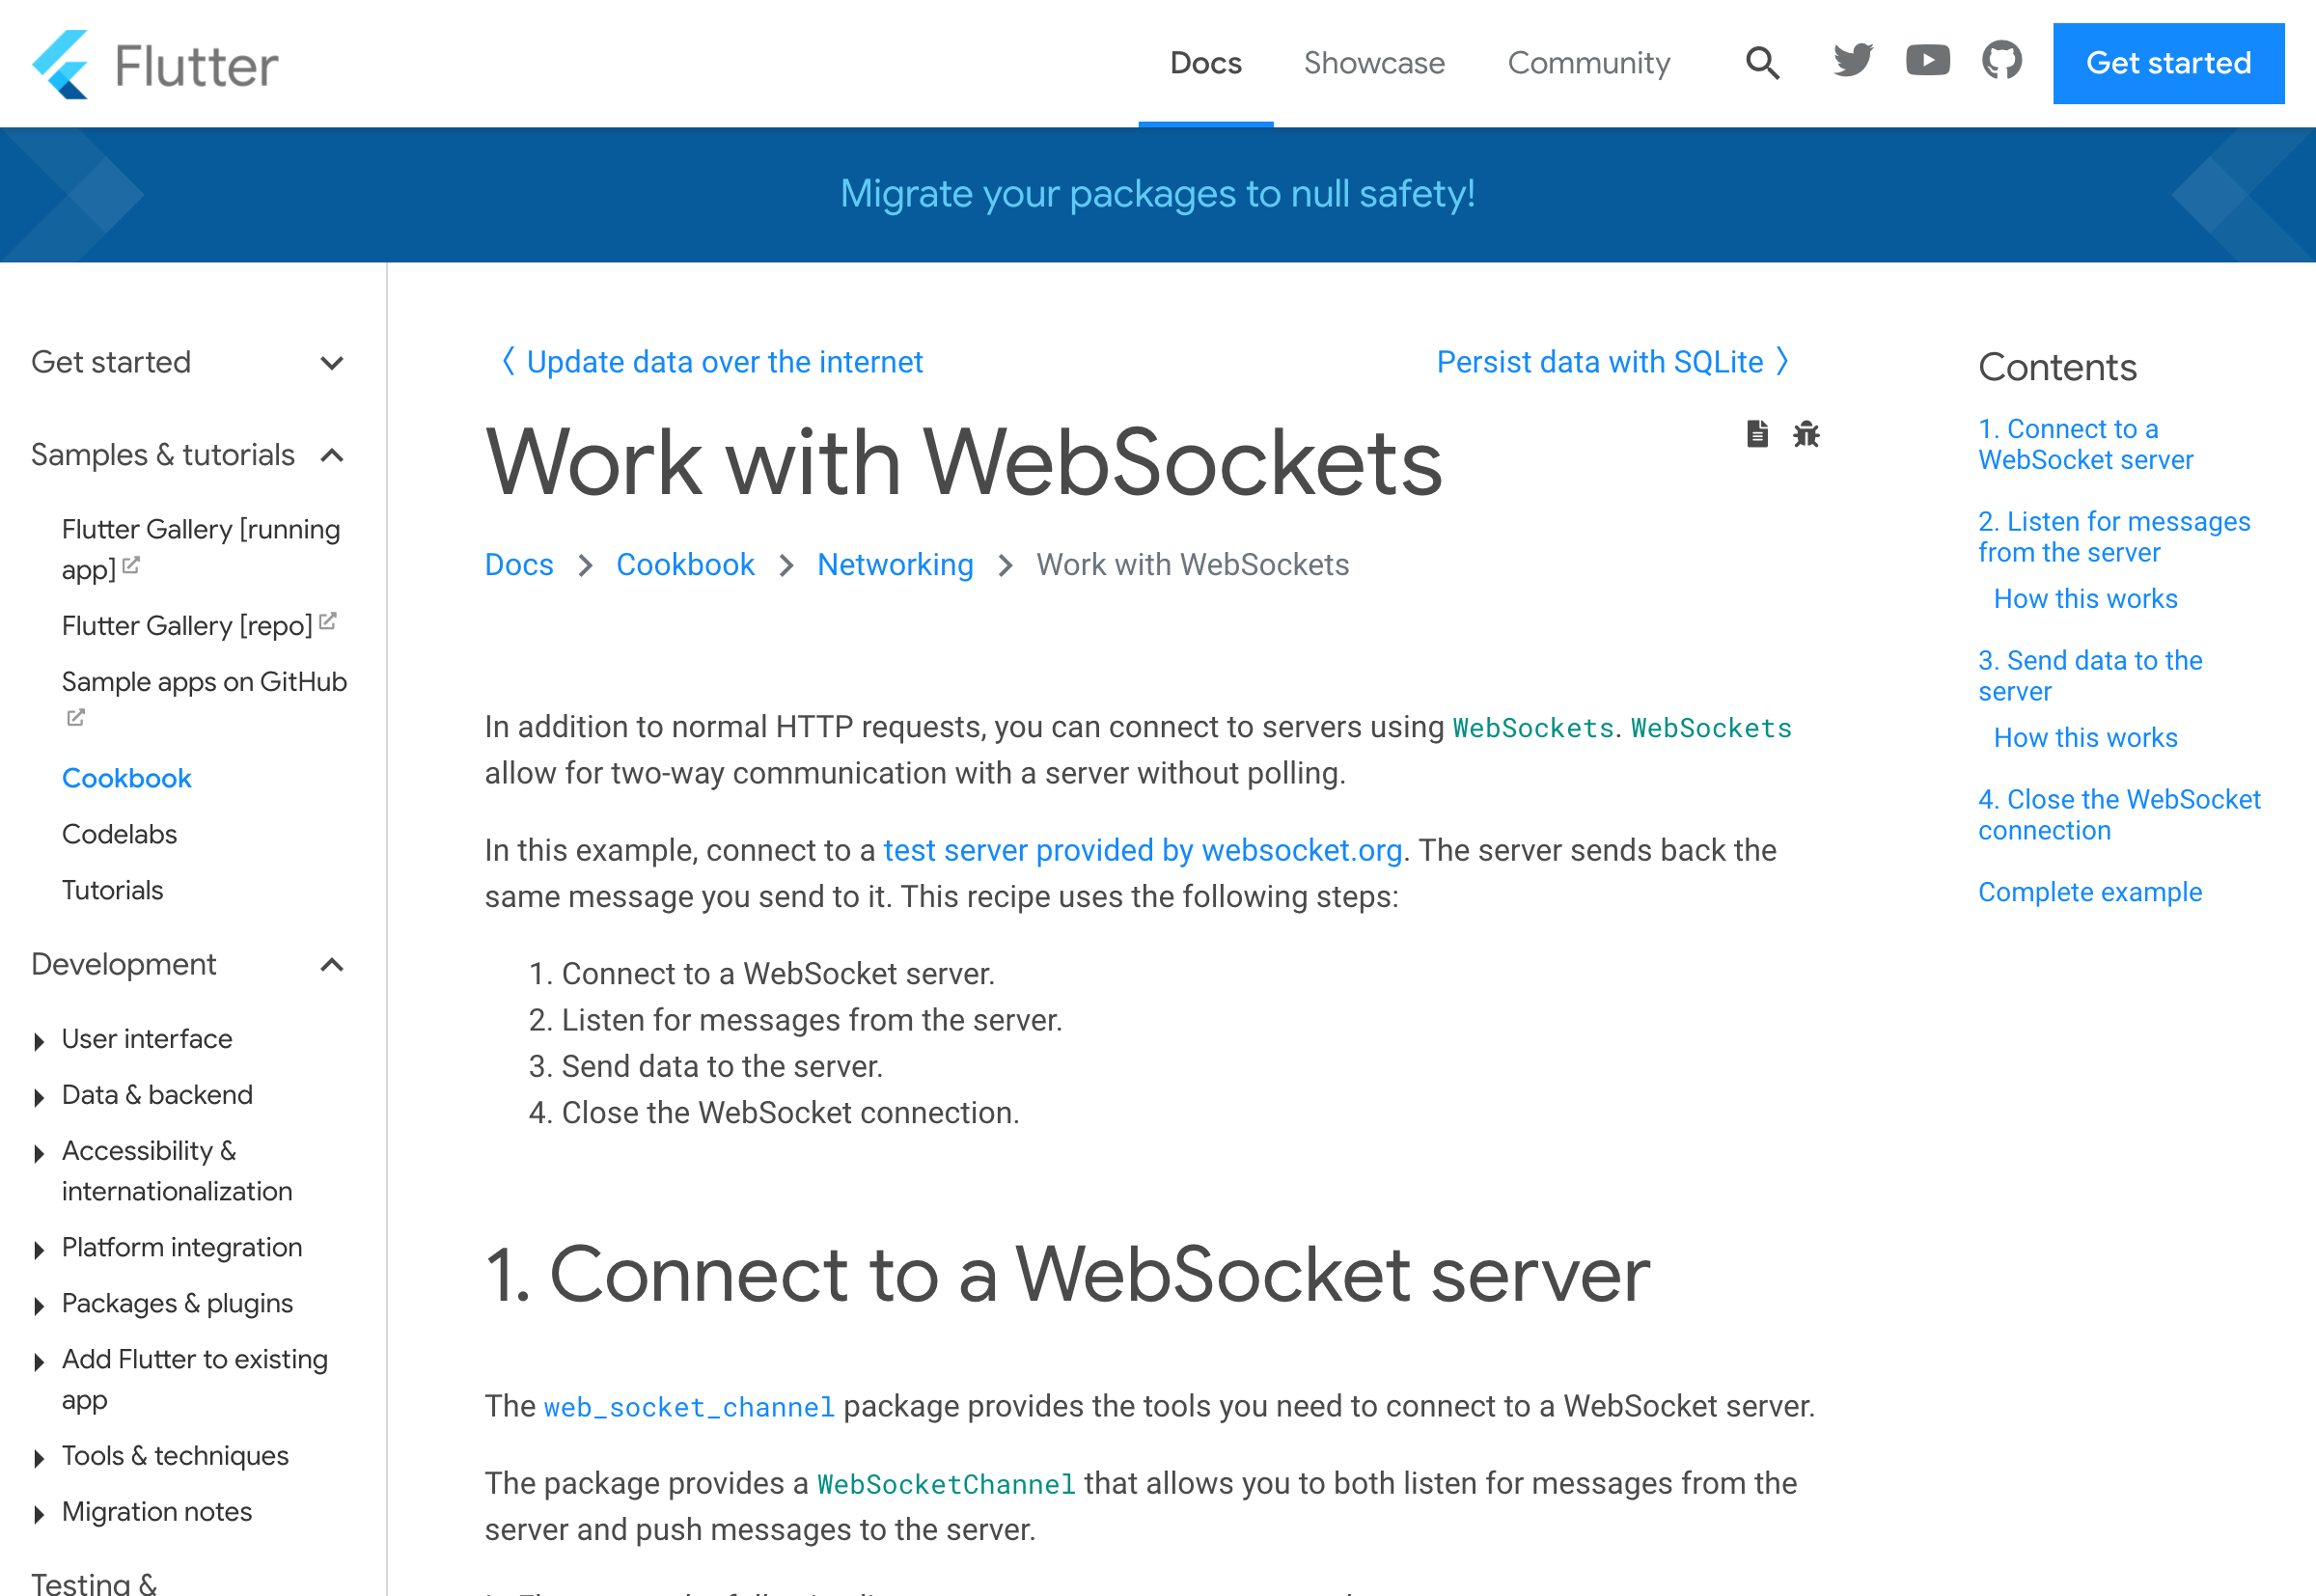 Flutter
Docs
Showcase
Community
Get started
Migrate your packages to null safety!
Get started
Samples & tutorials
Flutter Gallery [running
app]
Flutter Gallery [repo]
Sample apps on GitHub
Cookbook
Codelabs
Tutorials
Development
User interface
Data & backend
Accessibility &
internationalization
Platform integration
Packages & plugins
Add Flutter to existing
app
Tools & techniques
Migration notes
Testing &
〈 Update data over the internet
Persist data with SQLite 〉
Work with WebSockets
Docs
Cookbook
Networking
Work with WebSockets
In addition to normal HTTP requests, you can connect to servers using WebSockets. WebSockets
allow for two-way communication with a server without polling.
In this example, connect to a test server provided by websocket.org. The server sends back the
same message you send to it. This recipe uses the following steps:
1. Connect to a WebSocket server.
2. Listen for messages from the server.
3. Send data to the server.
4. Close the WebSocket connection.
1. Connect to a WebSocket server
The web_socket_channel package provides the tools you need to connect to a WebSocket server.
The package provides a WebSocketChannel that allows you to both listen for messages from the
server and push messages to the server.
Contents
1. Connect to a
WebSocket server
2. Listen for messages
from the server
How this works
3. Send data to the
server
How this works
4. Close the WebSocket
connection
Complete example